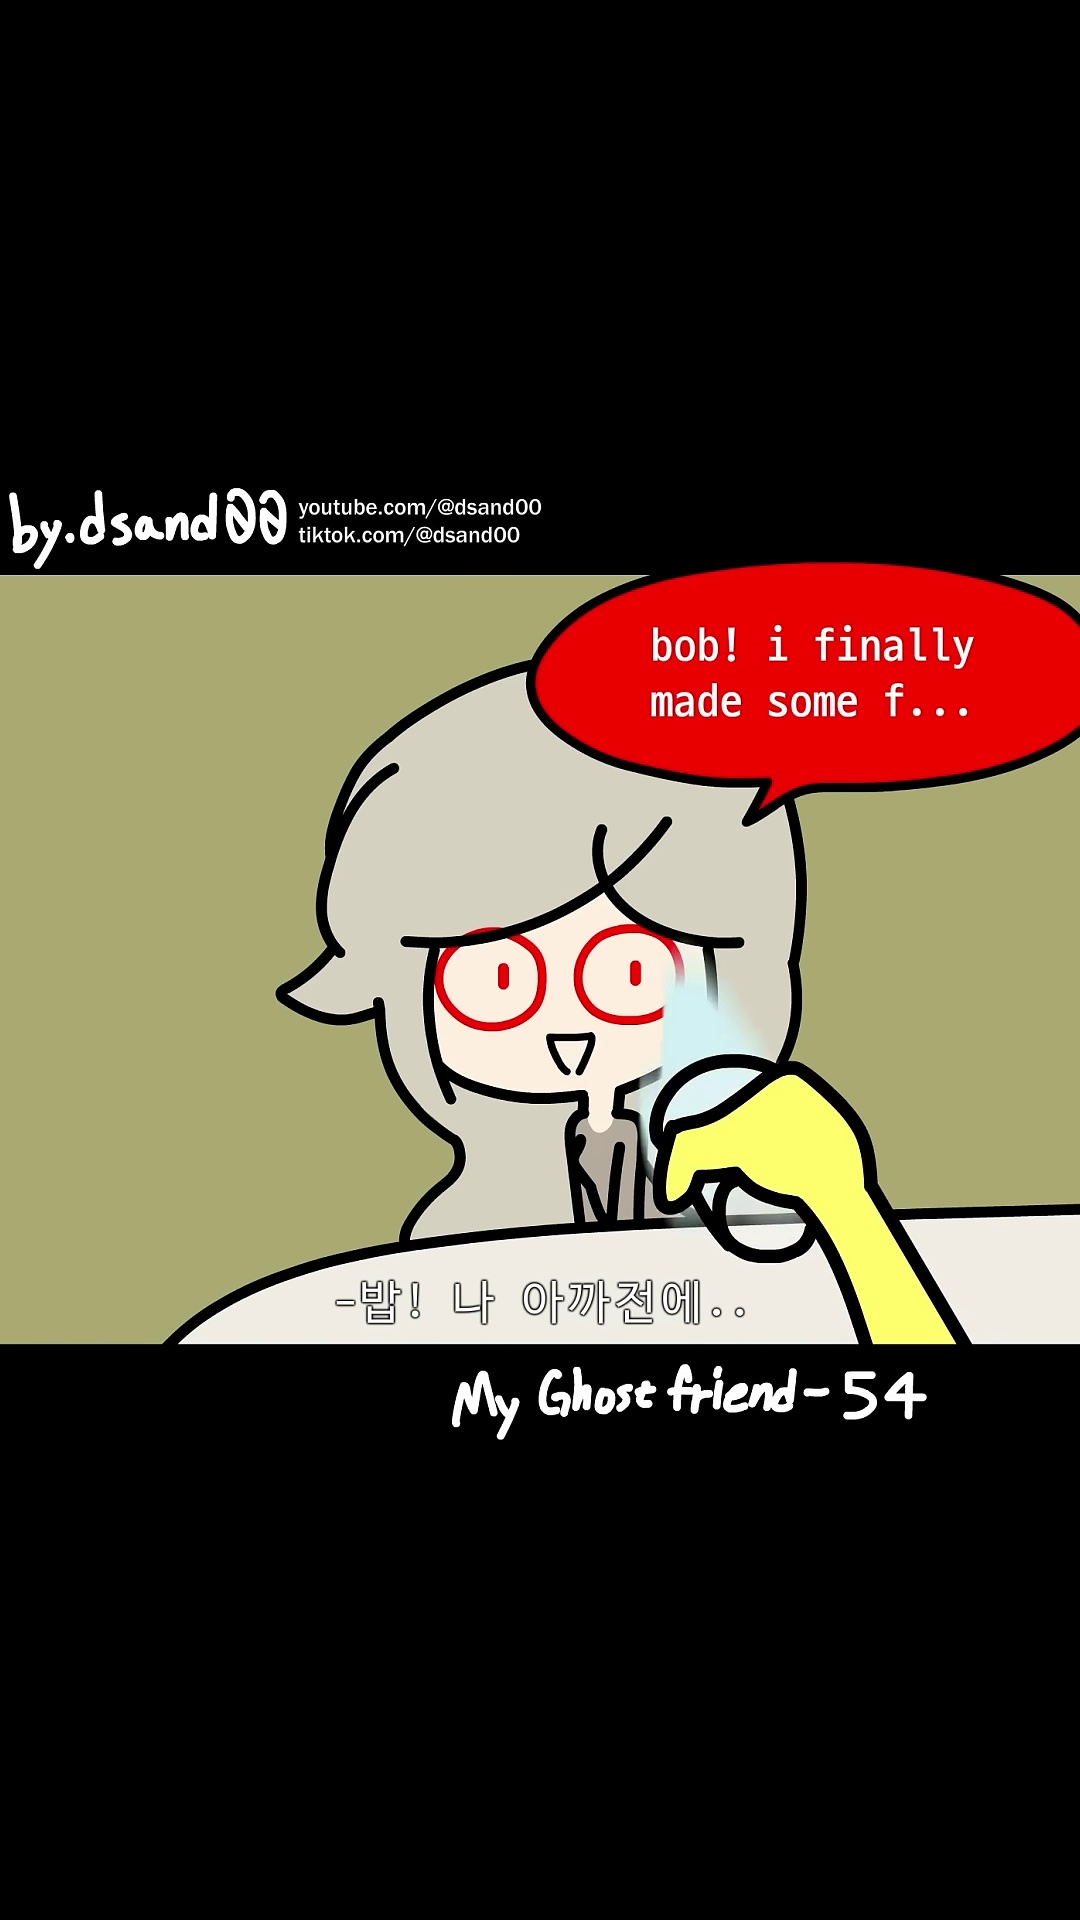 by.dsand00
youtube.com/@dsand00
tiktok.com/@dsand00
bob! i finally
made some f...
-밥! 나 아까전에..
My Ghost friend-54